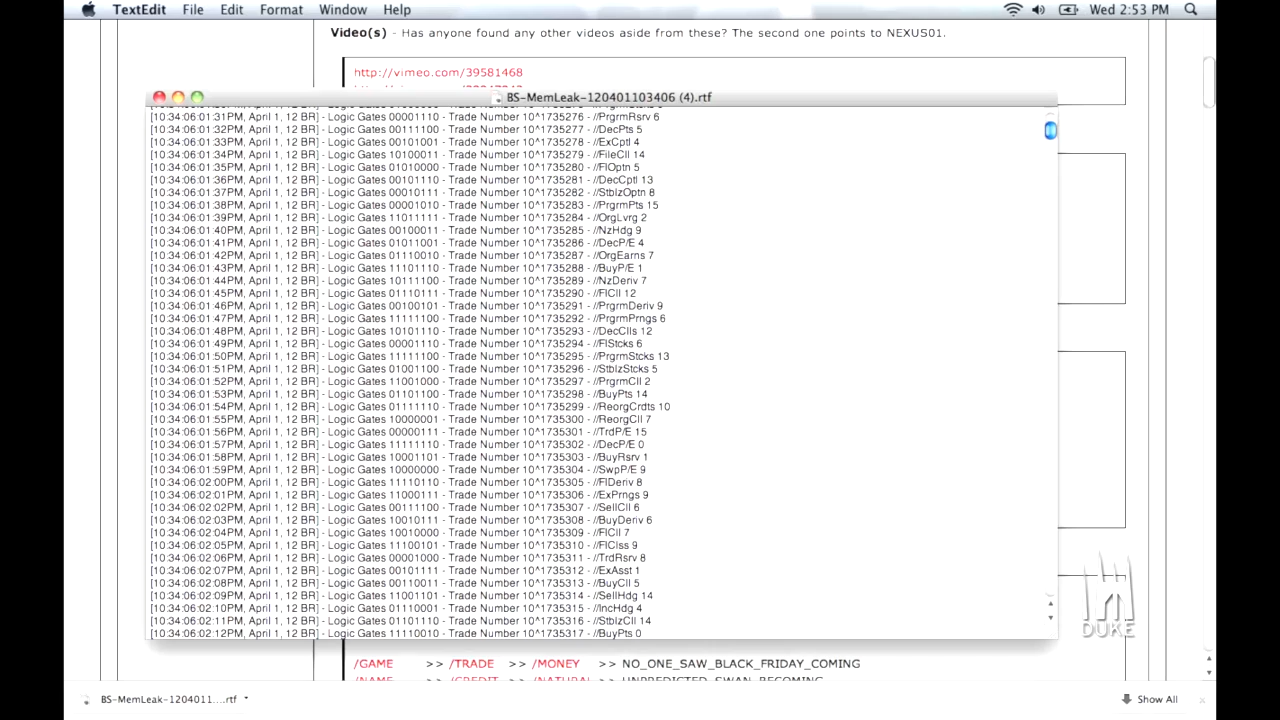 TextEdit File Edit Format Window Help Wed 2:53 PM
Video(s) - Has anyone found any other videos aside from these? The second one points to NEXUS01.
http://vimeo.com/39581468
BS-MemLeak-120401103406 (4).rtf
[10:34:06:01:31PM, April 1, 12 BR] - Logic Gates 00001110 - Trade Number 10^1735276 - //PrgrmRsrv 6
[10:34:06:01:32PM, April 1, 12 BR] - Logic Gates 00111100 - Trade Number 10^1735277 - //DecPts 5
[10:34:06:01:33PM, April 1, 12 BR] - Logic Gates 00101001 - Trade Number 10^1735278 - //ExCptl 4
[10:34:06:01:34PM, April 1, 12 BR] - Logic Gates 10100011 - Trade Number 10^1735279 - //FileCll 14
[10:34:06:01:35PM, April 1, 12 BR] - Logic Gates 01010000 - Trade Number 10^1735280 - //FlOptn 5
[10:34:06:01:36PM, April 1, 12 BR] - Logic Gates 00101110 - Trade Number 10^1735281 - //DecCptl 13
[10:34:06:01:37PM, April 1, 12 BR] - Logic Gates 00010111 - Trade Number 10^1735282 - //StblzOptn 8
[10:34:06:01:38PM, April 1, 12 BR] - Logic Gates 00001010 - Trade Number 10^1735283 - //PrgrmPts 15
[10:34:06:01:39PM, April 1, 12 BR] - Logic Gates 11011111 - Trade Number 10^1735284 - //OrgLvrg 2
[10:34:06:01:40PM, April 1, 12 BR] - Logic Gates 00100011 - Trade Number 10^1735285 - //NzHdg 9
[10:34:06:01:41PM, April 1, 12 BR] - Logic Gates 01011001 - Trade Number 10^1735286 - //DecP/E 4
[10:34:06:01:42PM, April 1, 12 BR] - Logic Gates 01110010 - Trade Number 10^1735287 - //OrgEarns 7
[10:34:06:01:43PM, April 1, 12 BR] - Logic Gates 11101110 - Trade Number 10^1735288 - //BuyP/E 1
[10:34:06:01:44PM, April 1, 12 BR] - Logic Gates 10111100 - Trade Number 10^1735289 - //NzDeriv 7
[10:34:06:01:45PM, April 1, 12 BR] - Logic Gates 01110111 - Trade Number 10^1735290 - //FlCll 12
[10:34:06:01:46PM, April 1, 12 BR] - Logic Gates 00100101 - Trade Number 10^1735291 - //PrgrmDeriv 9
[10:34:06:01:47PM, April 1, 12 BR] - Logic Gates 11111100 - Trade Number 10^1735292 - //PrgrmPrngs 6
[10:34:06:01:48PM, April 1, 12 BR] - Logic Gates 10101110 - Trade Number 10^1735293 - //DecClls 12
[10:34:06:01:49PM, April 1, 12 BR] - Logic Gates 00001110 - Trade Number 10^1735294 - //FlStcks 6
[10:34:06:01:50PM, April 1, 12 BR] - Logic Gates 11111100 - Trade Number 10^1735295 - //PrgrmStcks 13
[10:34:06:01:51PM, April 1, 12 BR] - Logic Gates 01001100 - Trade Number 10^1735296 - //StblzStcks 5
[10:34:06:01:52PM, April 1, 12 BR] - Logic Gates 11001000 - Trade Number 10^1735297 - //PrgrmCll 2
[10:34:06:01:53PM, April 1, 12 BR] - Logic Gates 01101100 - Trade Number 10^1735298 - //BuyPts 14
[10:34:06:01:54PM, April 1, 12 BR] - Logic Gates 01111110 - Trade Number 10^1735299 - //ReorgCrdts 10
[10:34:06:01:55PM, April 1, 12 BR] - Logic Gates 10000001 - Trade Number 10^1735300 - //ReorgCll 7
[10:34:06:01:56PM, April 1, 12 BR] - Logic Gates 00000111 - Trade Number 10^1735301 - //TrdP/E 15
[10:34:06:01:57PM, April 1, 12 BR] - Logic Gates 11111110 - Trade Number 10^1735302 - //DecP/E 0
[10:34:06:01:58PM, April 1, 12 BR] - Logic Gates 10001101 - Trade Number 10^1735303 - //BuyRsrv 1
[10:34:06:01:59PM, April 1, 12 BR] - Logic Gates 10000000 - Trade Number 10^1735304 - //SwpP/E 9
[10:34:06:02:00PM, April 1, 12 BR] - Logic Gates 11110110 - Trade Number 10^1735305 - //FlDeriv 8
[10:34:06:02:01PM, April 1, 12 BR] - Logic Gates 11000111 - Trade Number 10^1735306 - //ExPrngs 9
[10:34:06:02:02PM, April 1, 12 BR] - Logic Gates 00111100 - Trade Number 10^1735307 - //SellCll 6
[10:34:06:02:03PM, April 1, 12 BR] - Logic Gates 10010111 - Trade Number 10^1735308 - //BuyDeriv 6
[10:34:06:02:04PM, April 1, 12 BR] - Logic Gates 10010000 - Trade Number 10^1735309 - //FlCll 7
[10:34:06:02:05PM, April 1, 12 BR] - Logic Gates 11100101 - Trade Number 10^1735310 - //FlClss 9
[10:34:06:02:06PM, April 1, 12 BR] - Logic Gates 00001000 - Trade Number 10^1735311 - //TrdRsrv 8
[10:34:06:02:07PM, April 1, 12 BR] - Logic Gates 00101111 - Trade Number 10^1735312 - //ExAsst 1
[10:34:06:02:08PM, April 1, 12 BR] - Logic Gates 00110011 - Trade Number 10^1735313 - //BuyCll 5
[10:34:06:02:09PM, April 1, 12 BR] - Logic Gates 11001101 - Trade Number 10^1735314 - //SellHdg 14
[10:34:06:02:10PM, April 1, 12 BR] - Logic Gates 01110001 - Trade Number 10^1735315 - //IncHdg 4
[10:34:06:02:11PM, April 1, 12 BR] - Logic Gates 01101110 - Trade Number 10^1735316 - //StblzCll 14
[10:34:06:02:12PM, April 1, 12 BR] - Logic Gates 11110010 - Trade Number 10^1735317 - //BuyPts 0
DUKE
/GAME >> /TRADE >> /MONEY >> NO_ONE_SAW_BLACK_FRIDAY_COMING
/NAME >> /CREDIT >> /NATURAL >> UNPREDICTED_SWAN_BECOMING
BS-MemLeak-1204011....rtf Show All